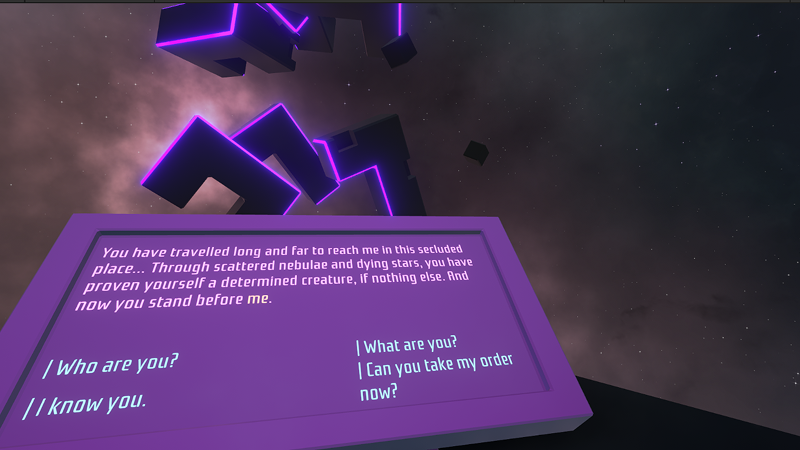 You have travelled long and far to reach me in this secluded
place... Through scattered nebulae and dying stars, you have
proven yourself a determined creature, if nothing else. And
now you stand before me.
| Who are you?
| I know you.
| What are you?
| Can you take my order
now?